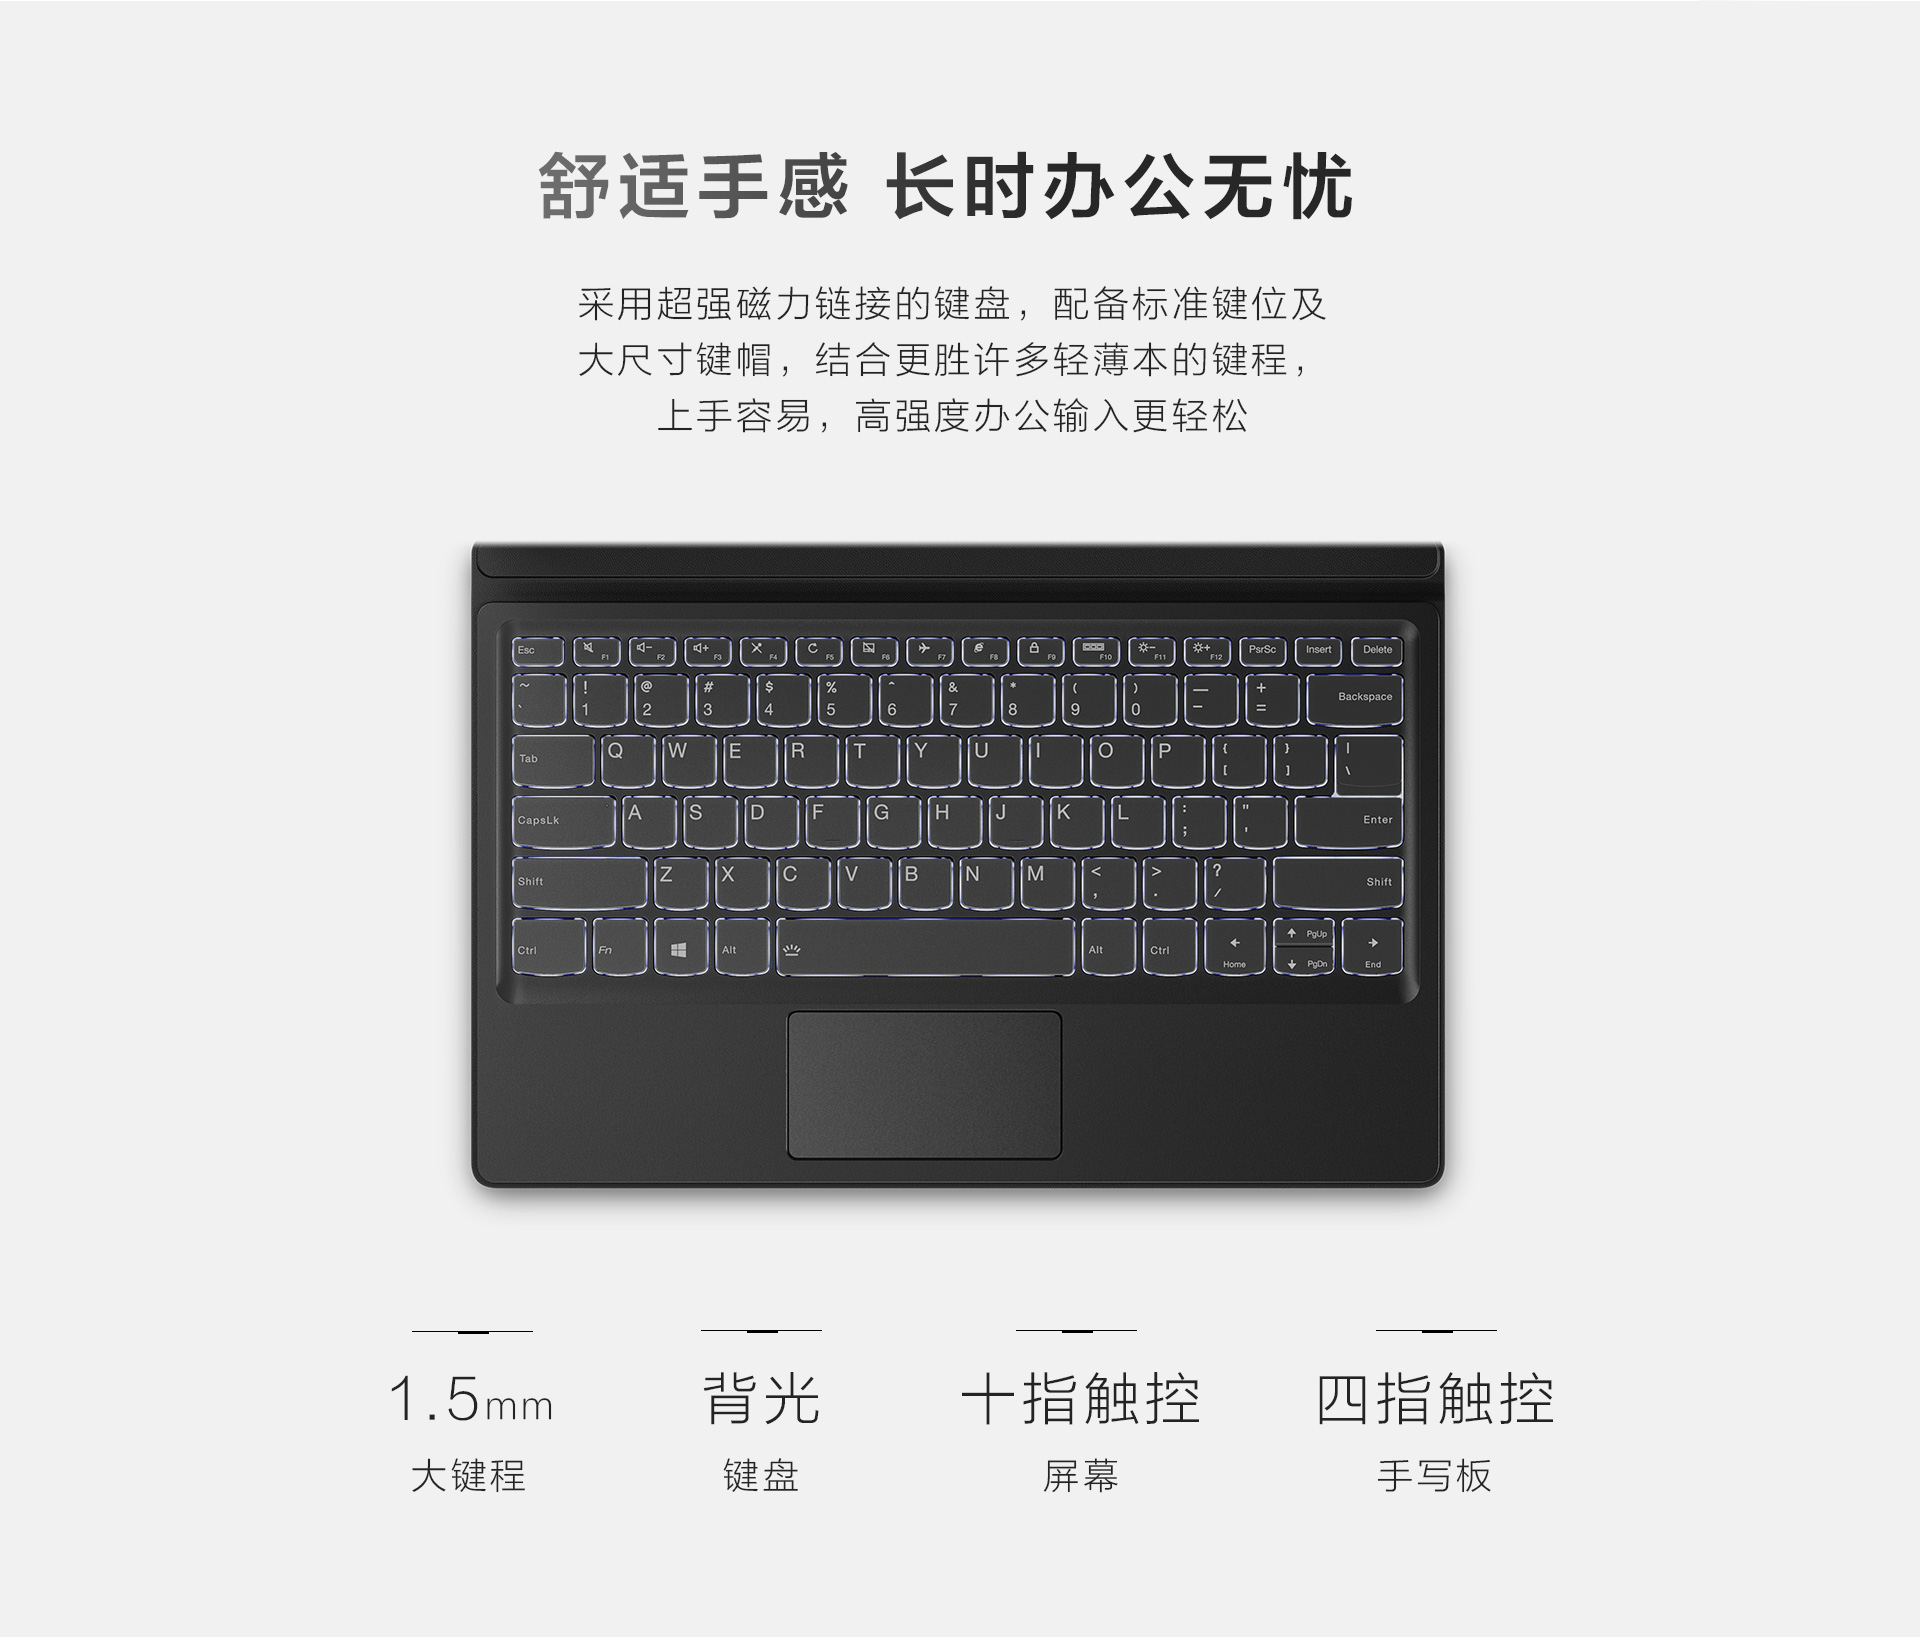 舒适手感 长时办公无忧
采用超强磁力链接的键盘，配备标准键位及
大尺寸键帽，结合更胜许多轻薄本的键程，
上手容易，高强度办公输入更轻松
Esc F1 F2 F3 F4 F5 F6 F7 F8 F9 F10 F11 F12 PsrSc Insert Delete
~ ! @ # $ % ^ & * ( ) — +
` 1 2 3 4 5 6 7 8 9 0 - = Backspace
Tab Q W E R T Y U I O P { [ } ] | \
CapsLk A S D F G H J K L : ; " ' Enter
Shift Z X C V B N M < , > . ? / Shift
Ctrl Fn Alt Alt Ctrl ← Home ↑ PgUp ↓ PgDn → End
1.5mm 背光 十指触控 四指触控
大键程 键盘 屏幕 手写板